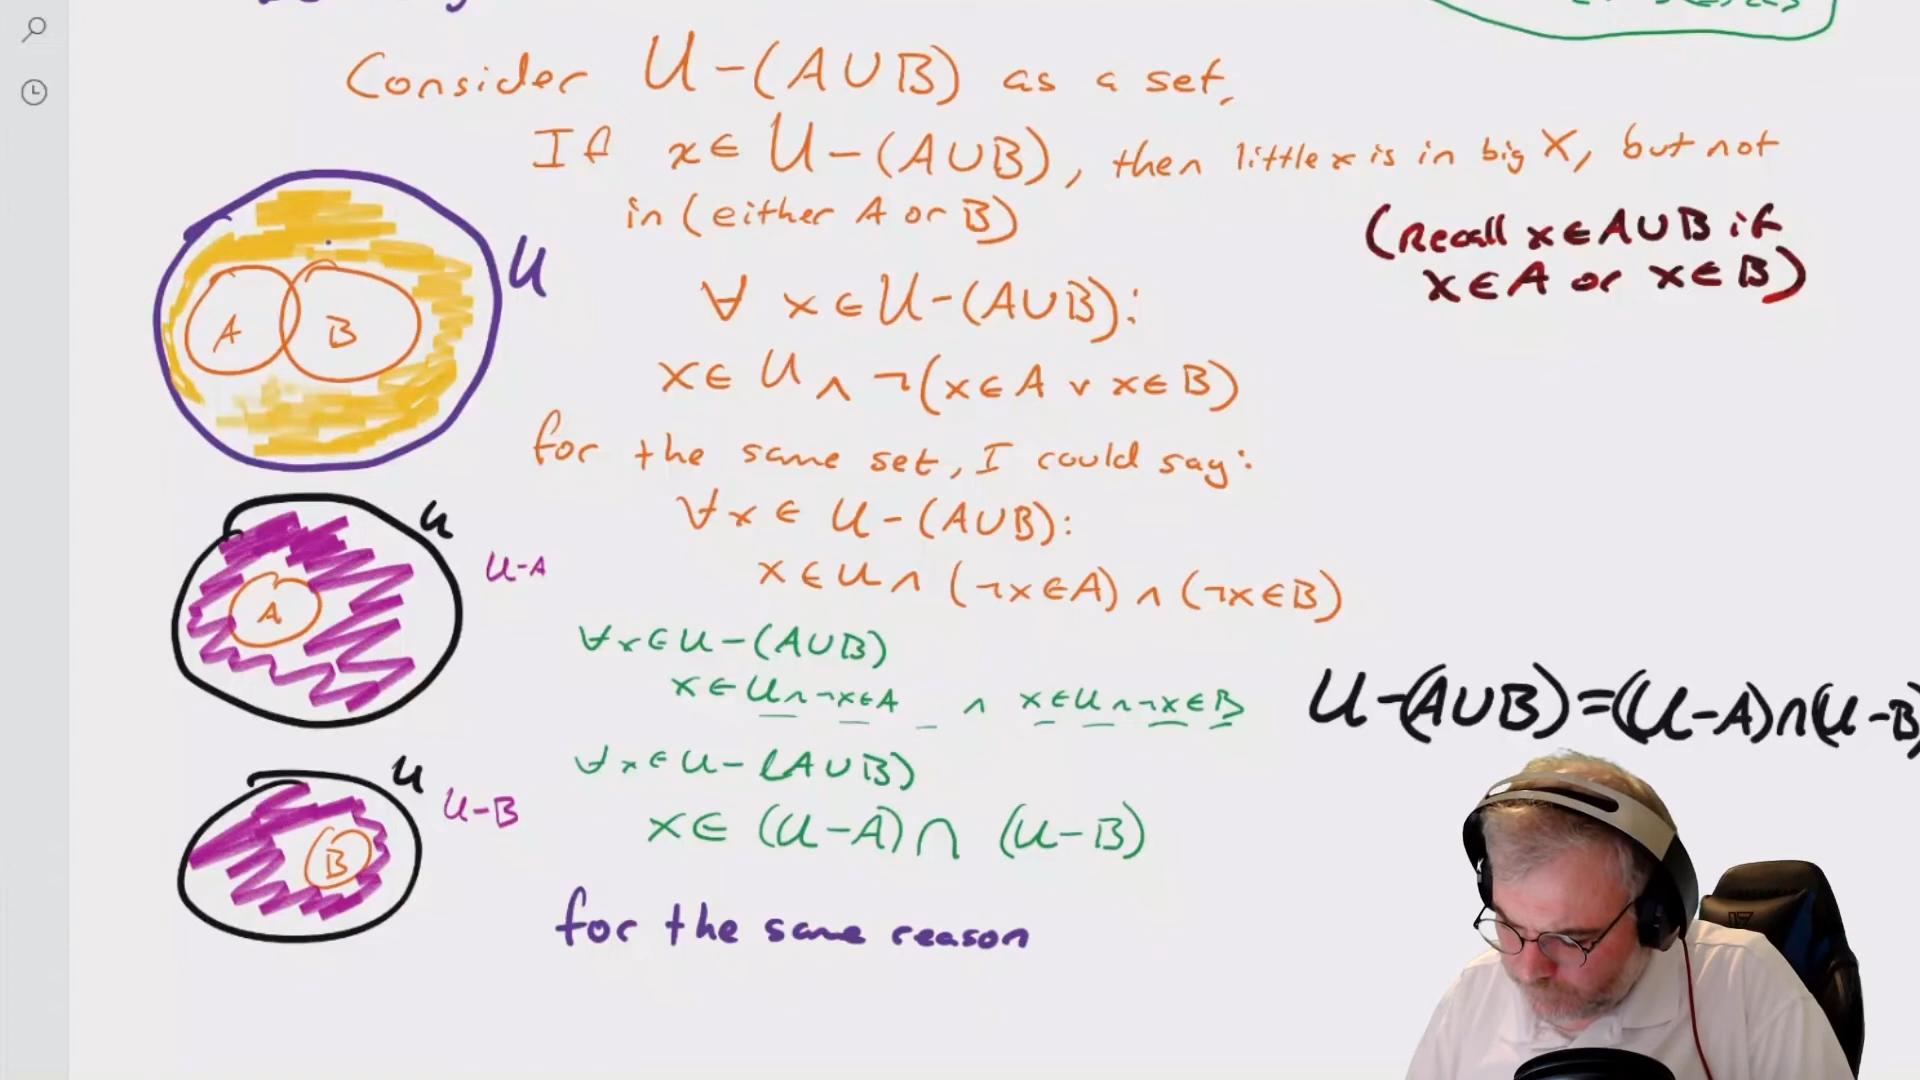 Consider U-(A∪B) as a set,
If x∈ U-(A∪B), then little x is in big X, but not
in (either A or B)
(Recall x∈A∪B if
x∈A or x∈B)
A B U
∀ x∈U-(A∪B):
x∈ U ∧ ¬(x∈A ∨ x∈B)
for the same set, I could say:
∀x∈ U-(A∪B):
x∈U∧ (¬x∈A) ∧ (¬x∈B)
U
U-A
A
∀x∈U-(A∪B)
x∈U∧¬x∈A ∧ x∈U∧¬x∈B
U-(A∪B)=(U-A)∩(U-B)
∀x∈U-(A∪B)
x∈ (U-A)∩ (U-B)
U
U-B
B
for the same reason